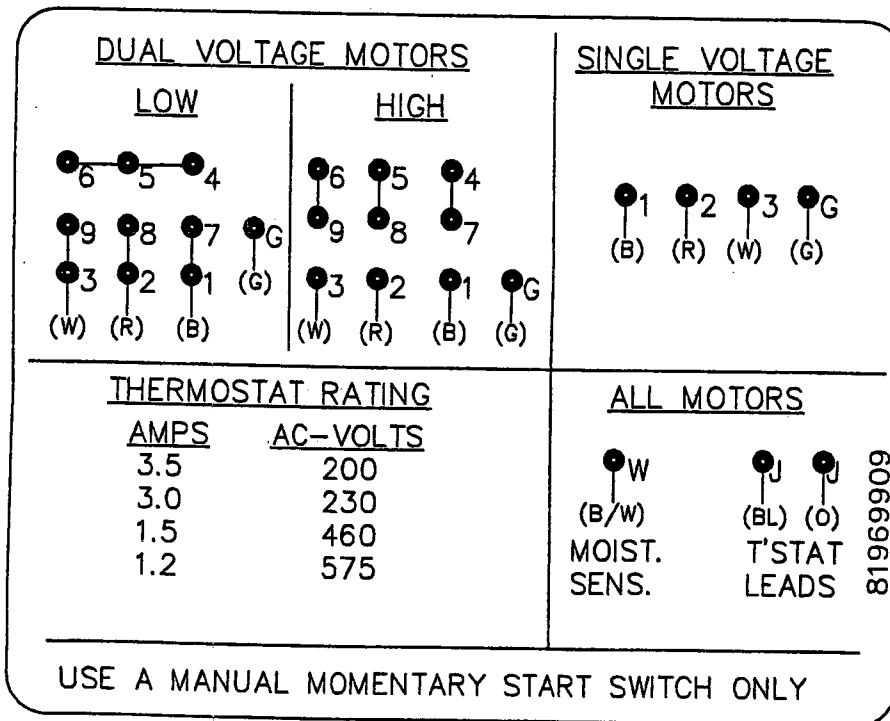 DUAL VOLTAGE MOTORS
LOW
6 5 4
9 8 7 G
3 2 1 (G)
(W) (R) (B)
HIGH
6 5 4
9 8 7
3 2 1 G
(W) (R) (B) (G)
SINGLE VOLTAGE
MOTORS
1 2 3 G
(B) (R) (W) (G)
THERMOSTAT RATING
AMPS AC-VOLTS
3.5 200
3.0 230
1.5 460
1.2 575
ALL MOTORS
W J J
(B/W) (BL) (O)
MOIST. T'STAT
SENS. LEADS
81969909
USE A MANUAL MOMENTARY START SWITCH ONLY